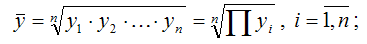 ȳ = ⁿ√(y₁ · y₂ · … · yₙ) = ⁿ√(∏ yᵢ) , i = 1,n̅ ;